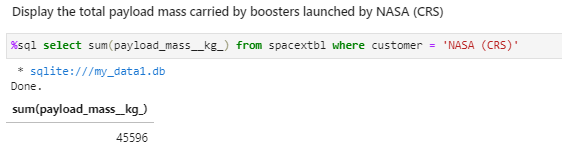 Display the total payload mass carried by boosters launched by NASA (CRS)
%sql select sum(payload_mass__kg_) from spacextbl where customer = 'NASA (CRS)'
* sqlite:///my_data1.db
Done.
sum(payload_mass__kg_)
45596